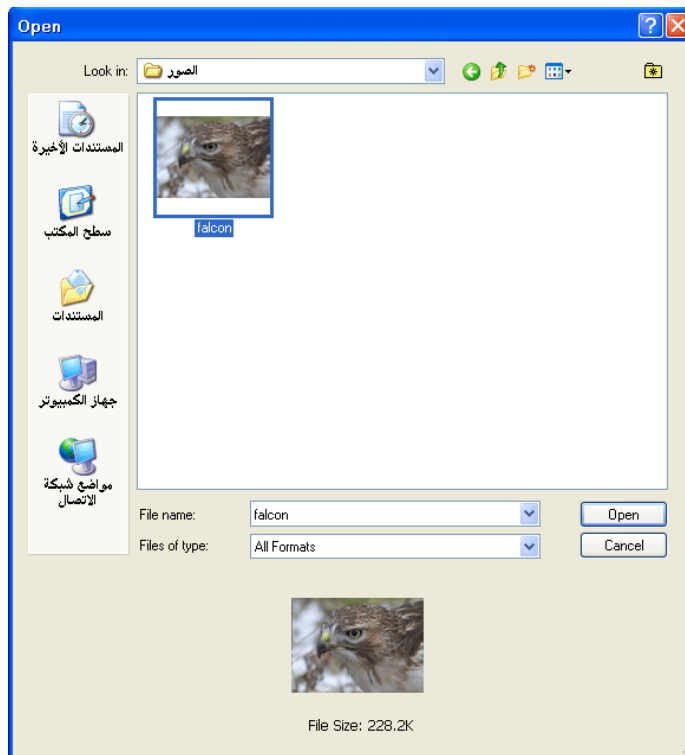 Open
Look in:
الصور
المستندات الأخيرة
سطح المكتب
المستندات
جهاز الكمبيوتر
مواضع شبكة
الاتصال
falcon
File name:
falcon
Open
Files of type:
All Formats
Cancel
File Size: 228.2K